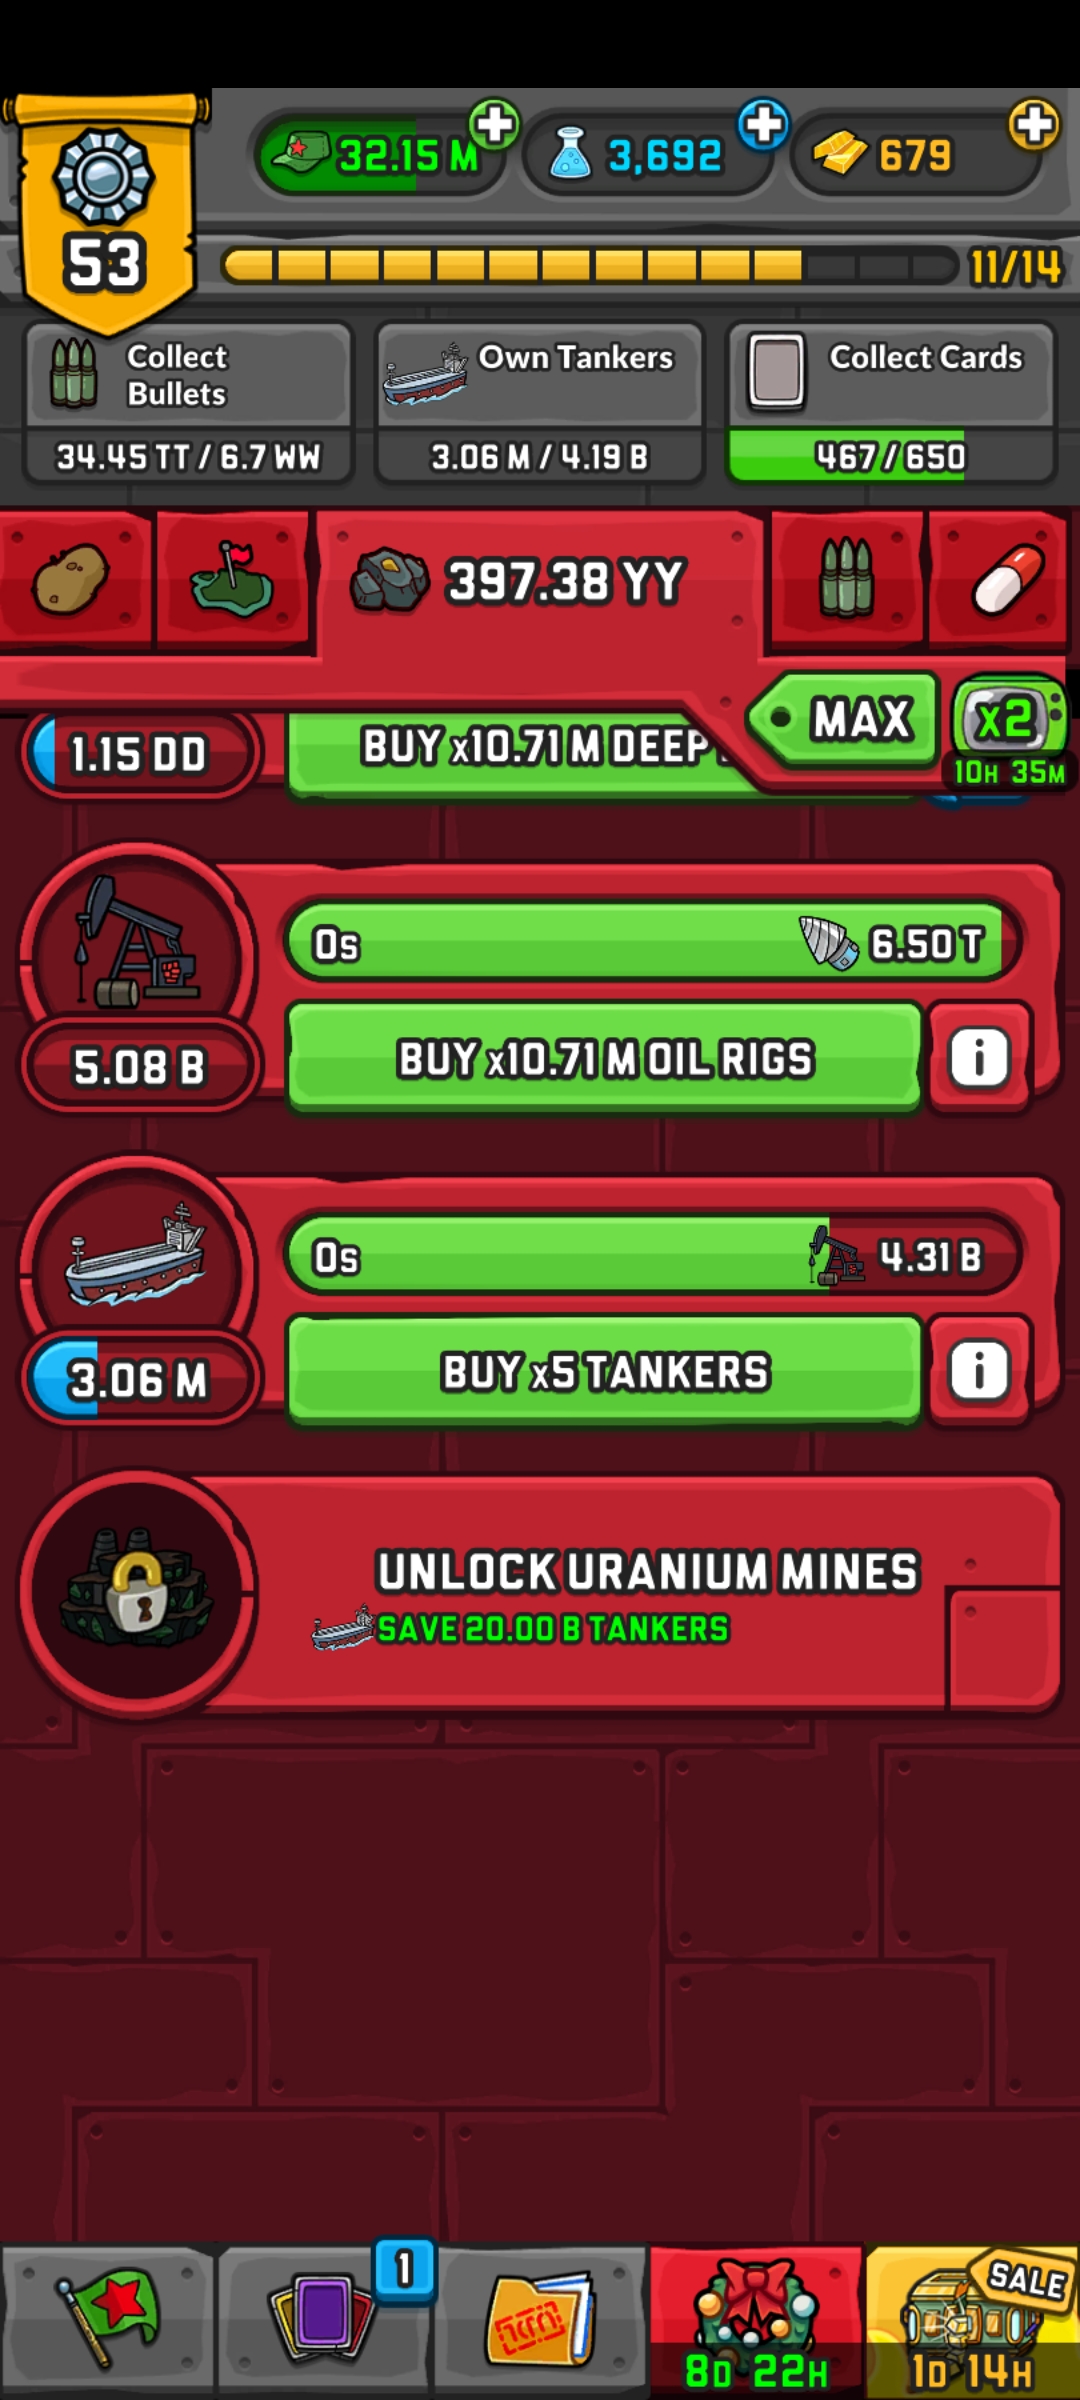 32.15 M
3,692
679
53
11/14
Collect
Bullets
34.45 TT / 6.7 WW
Own Tankers
3.06 M / 4.19 B
Collect Cards
467 / 650
397.38 YY
MAX
x2
10H 35M
1.15 DD
BUY x10.71 M DEEP
0s
6.50 T
5.08 B
BUY x10.71 M OIL RIGS
i
0s
4.31 B
3.06 M
BUY x5 TANKERS
i
UNLOCK URANIUM MINES
SAVE 20.00 B TANKERS
1
SALE
8D 22H
1D 14H